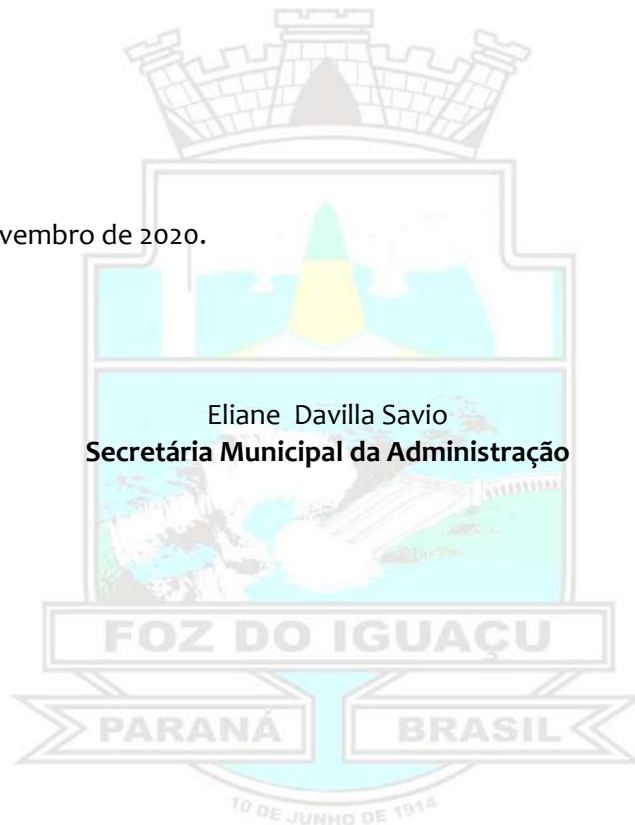 vembro de 2020.
Eliane Davilla Savio
Secretária Municipal da Administração
FOZ DO IGUAÇU
PARANÁ BRASIL
10 DE JUNHO DE 1914